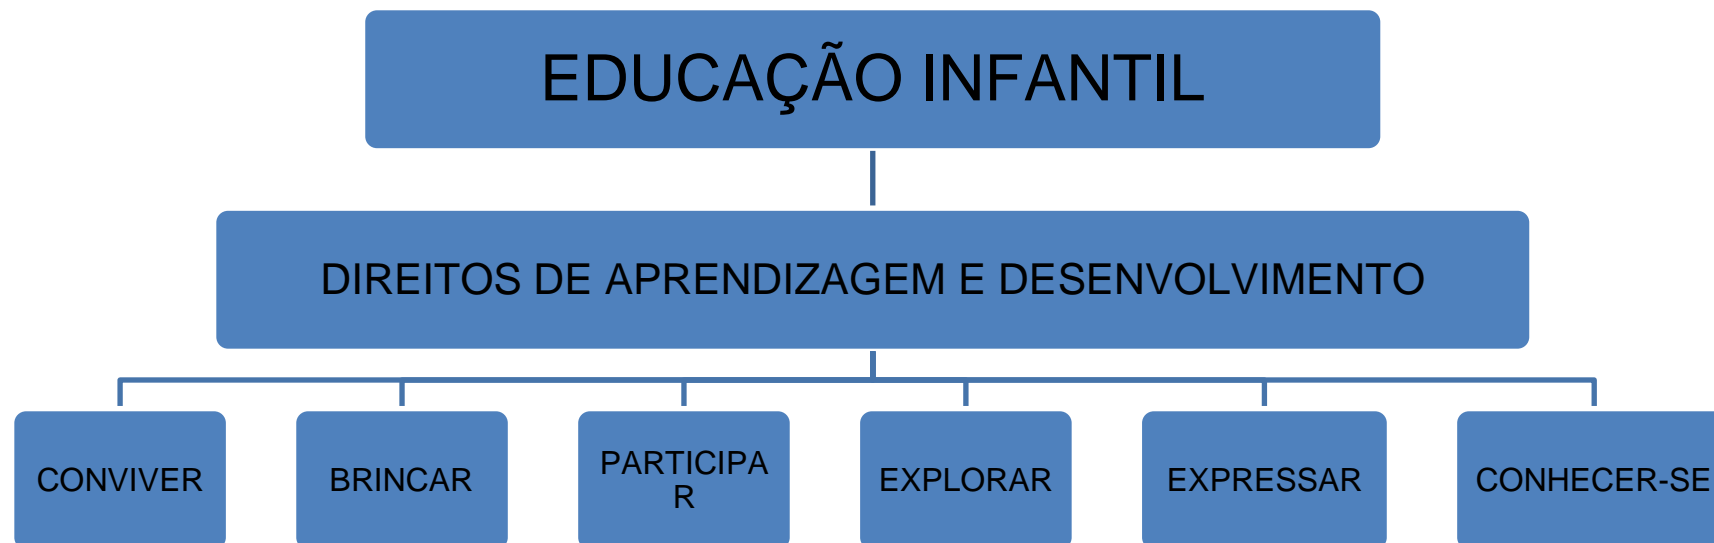 EDUCAÇÃO INFANTIL
DIREITOS DE APRENDIZAGEM E DESENVOLVIMENTO
CONVIVER
BRINCAR
PARTICIPA
R
EXPLORAR
EXPRESSAR
CONHECER-SE